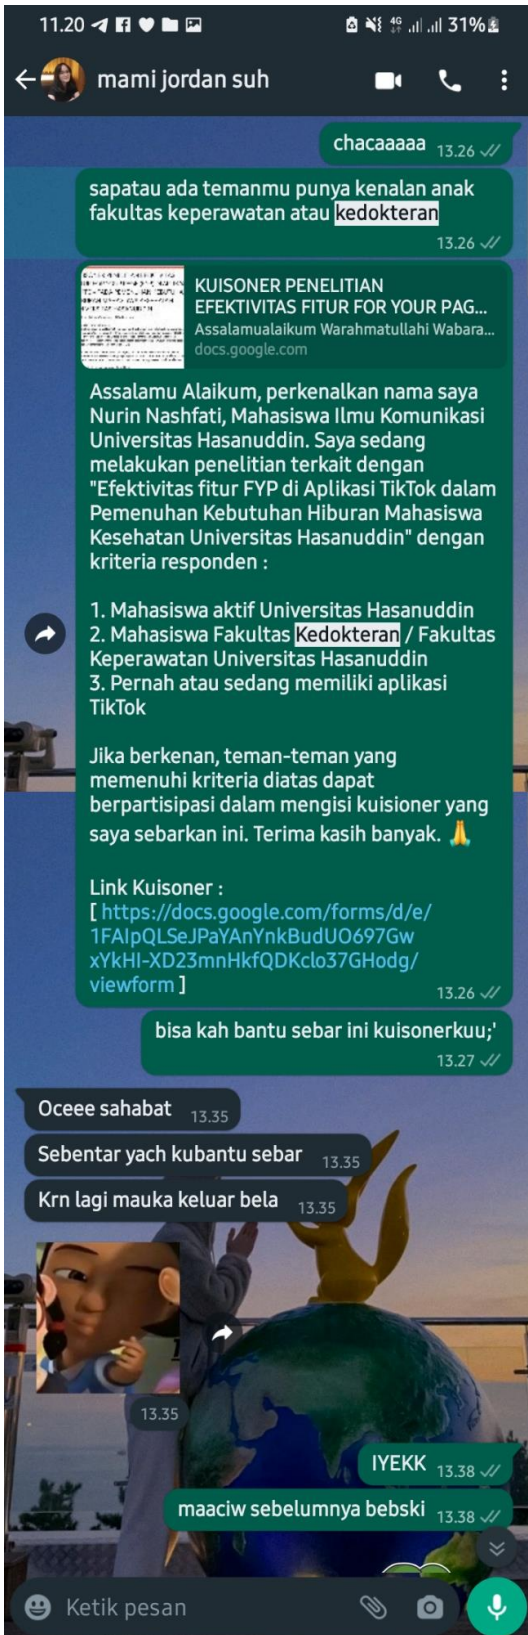 11.20
4G
31%
mami jordan suh
chacaaaaa 13.26
sapatau ada temanmu punya kenalan anak
fakultas keperawatan atau kedokteran
13.26
KUISONER PENELITIAN
EFEKTIVITAS FITUR FOR YOUR PAG...
Assalamualaikum Warahmatullahi Wabara...
docs.google.com
Assalamu Alaikum, perkenalkan nama saya
Nurin Nashfati, Mahasiswa Ilmu Komunikasi
Universitas Hasanuddin. Saya sedang
melakukan penelitian terkait dengan
"Efektivitas fitur FYP di Aplikasi TikTok dalam
Pemenuhan Kebutuhan Hiburan Mahasiswa
Kesehatan Universitas Hasanuddin" dengan
kriteria responden :
1. Mahasiswa aktif Universitas Hasanuddin
2. Mahasiswa Fakultas Kedokteran / Fakultas
Keperawatan Universitas Hasanuddin
3. Pernah atau sedang memiliki aplikasi
TikTok
Jika berkenan, teman-teman yang
memenuhi kriteria diatas dapat
berpartisipasi dalam mengisi kuisioner yang
saya sebarkan ini. Terima kasih banyak. 🙏
Link Kuisoner :
[ https://docs.google.com/forms/d/e/
1FAIpQLSeJPaYAnYnkBudUO697Gw
xYkHI-XD23mnHkfQDKclo37GHodg/
viewform ]
13.26
bisa kah bantu sebar ini kuisonerkuu;'
13.27
Oceee sahabat 13.35
Sebentar yach kubantu sebar 13.35
Krn lagi mauka keluar bela 13.35
13.35
IYEKK 13.38
maaciw sebelumnya bebski 13.38
Ketik pesan